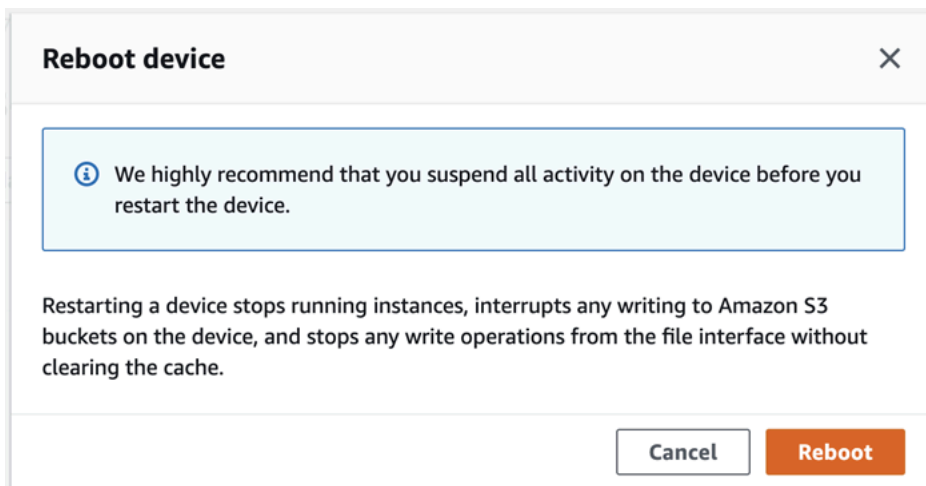 Reboot device
We highly recommend that you suspend all activity on the device before you
restart the device.
Restarting a device stops running instances, interrupts any writing to Amazon S3
buckets on the device, and stops any write operations from the file interface without
clearing the cache.
Cancel
Reboot